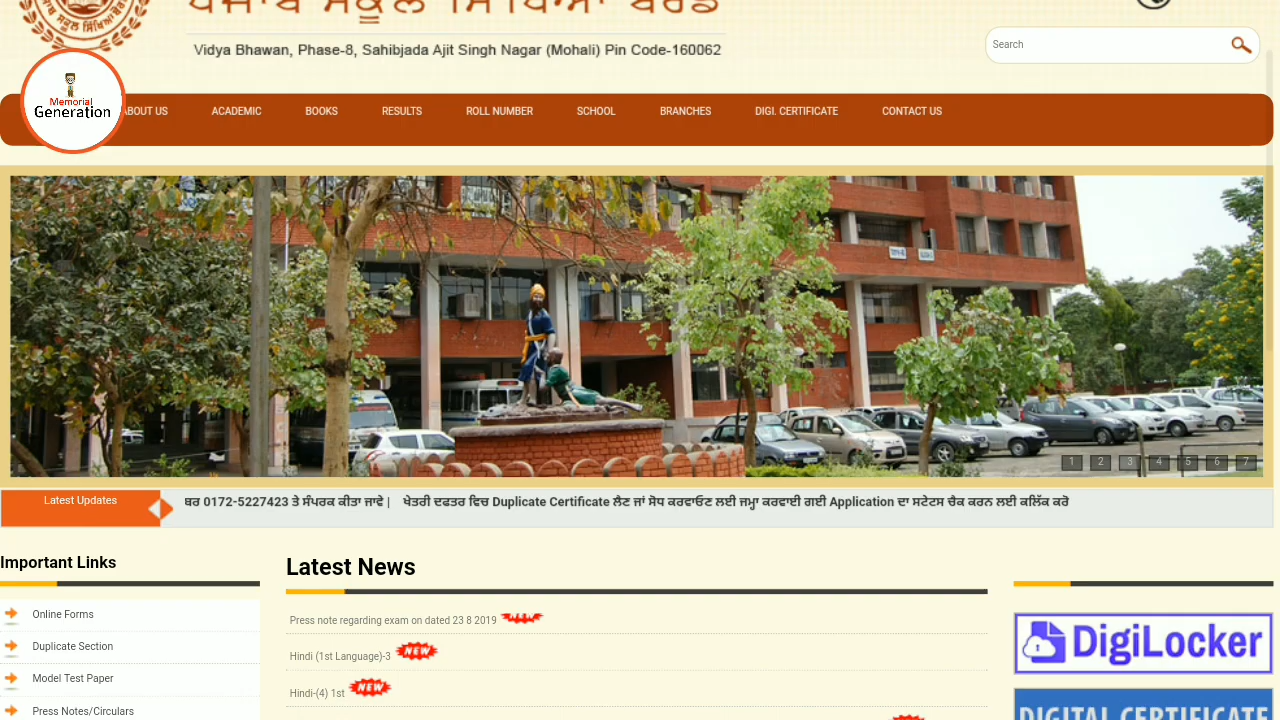 ਪੰਜਾਬ ਸਕੂਲ ਸਿੱਖਿਆ ਬੋਰਡ
Vidya Bhawan, Phase-8, Sahibjada Ajit Singh Nagar (Mohali) Pin Code-160062
Search
Memorial
Generation
ABOUT US ACADEMIC BOOKS RESULTS ROLL NUMBER SCHOOL BRANCHES DIGI. CERTIFICATE CONTACT US
1 2 3 4 5 6 7
Latest Updates
ਬਰ 0172-5227423 ਤੇ ਸੰਪਰਕ ਕੀਤਾ ਜਾਵੇ | ਖੇਤਰੀ ਦਫਤਰ ਵਿਚ Duplicate Certificate ਲੈਣ ਜਾਂ ਸੋਧ ਕਰਵਾਓਣ ਲਈ ਜਮ੍ਹਾ ਕਰਵਾਈ ਗਈ Application ਦਾ ਸਟੇਟਸ ਚੈਕ ਕਰਨ ਲਈ ਕਲਿੱਕ ਕਰੋ
Important Links
Latest News
Online Forms
Duplicate Section
Model Test Paper
Press Notes/Circulars
Press note regarding exam on dated 23 8 2019 NEW
Hindi (1st Language)-3 NEW
Hindi-(4) 1st NEW
DigiLocker
DIGITAL CERTIFICATE